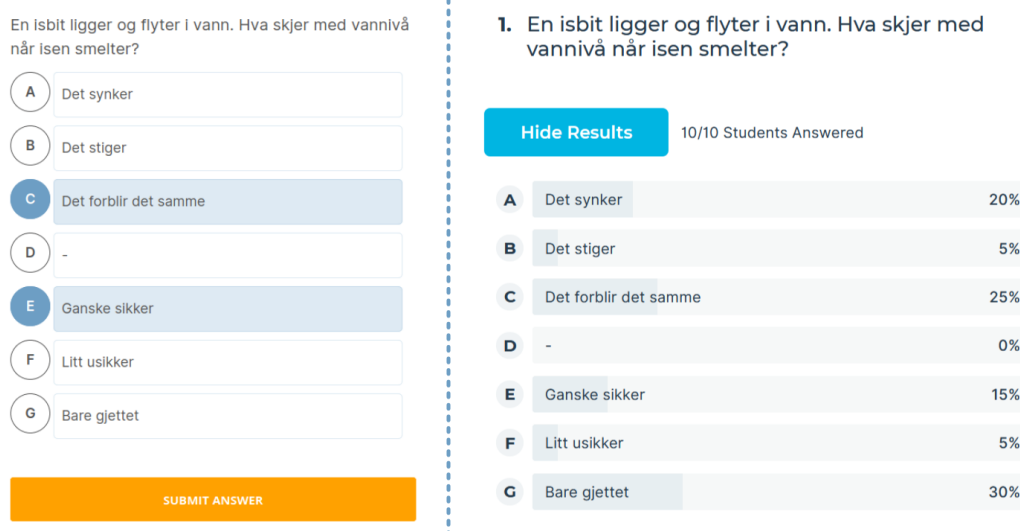 En isbit ligger og flyter i vann. Hva skjer med vannivå
når isen smelter?
A Det synker
B Det stiger
C Det forblir det samme
D -
E Ganske sikker
F Litt usikker
G Bare gjettet
SUBMIT ANSWER
1. En isbit ligger og flyter i vann. Hva skjer med
vannivå når isen smelter?
Hide Results 10/10 Students Answered
A Det synker 20%
B Det stiger 5%
C Det forblir det samme 25%
D - 0%
E Ganske sikker 15%
F Litt usikker 5%
G Bare gjettet 30%